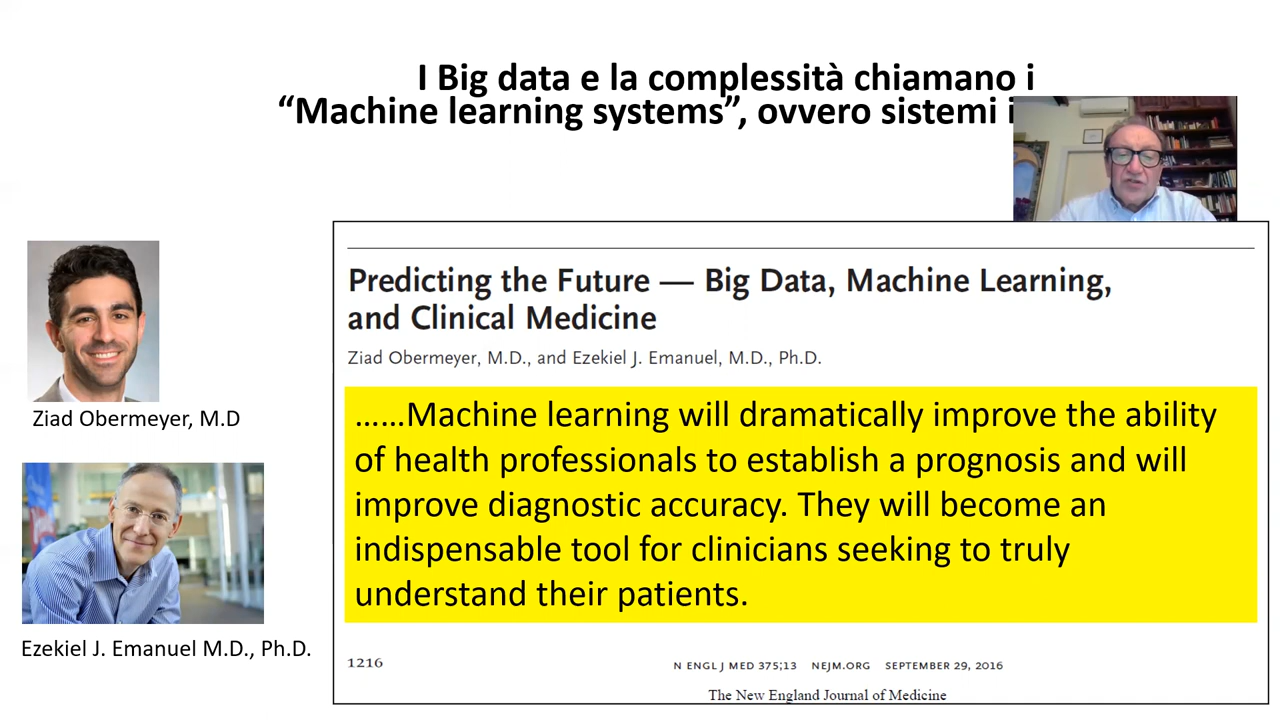 I Big data e la complessità chiamano i
“Machine learning systems”, ovvero sistemi i
Predicting the Future — Big Data, Machine Learning,
and Clinical Medicine
Ziad Obermeyer, M.D., and Ezekiel J. Emanuel, M.D., Ph.D.
Ziad Obermeyer, M.D
……Machine learning will dramatically improve the ability
of health professionals to establish a prognosis and will
improve diagnostic accuracy. They will become an
indispensable tool for clinicians seeking to truly
understand their patients.
Ezekiel J. Emanuel M.D., Ph.D.
1216
N ENGL J MED 375;13 NEJM.ORG SEPTEMBER 29, 2016
The New England Journal of Medicine